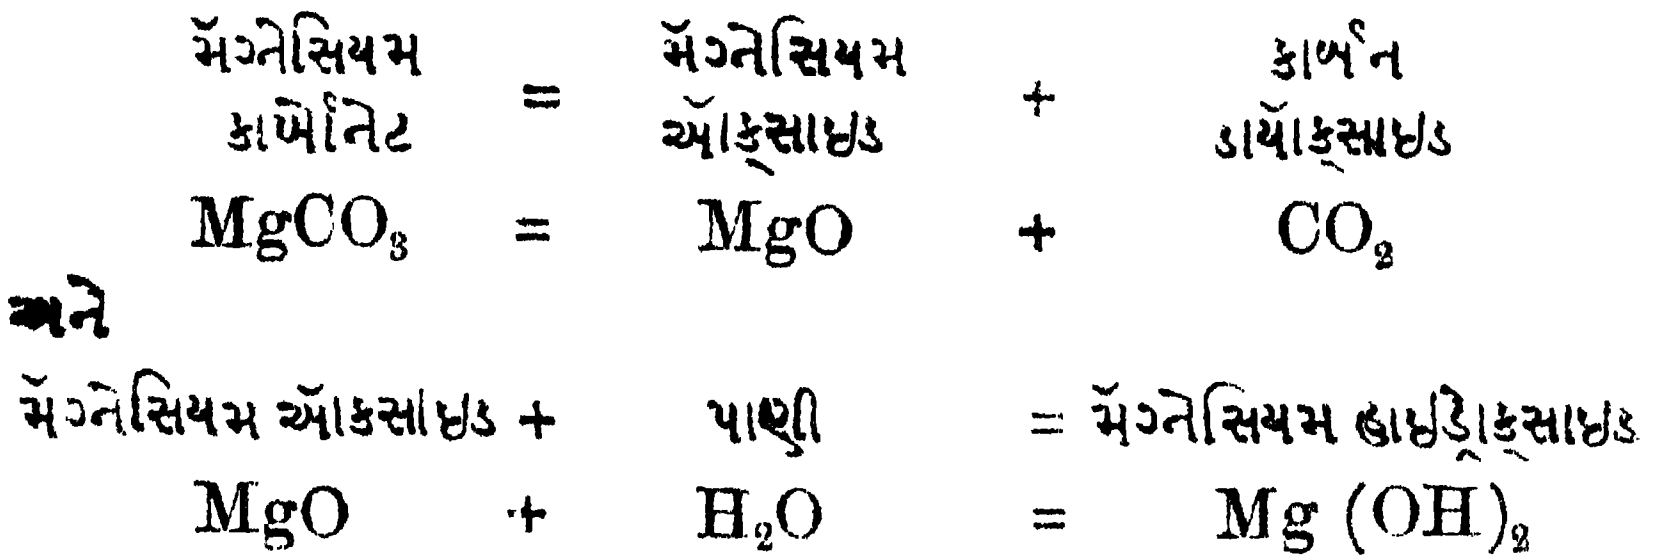 મૅગ્નેસિયમ મૅગ્નેસિયમ કાર્બન
= +
કાર્બોનેટ ઑક્સાઇડ ડાયૉક્સાઇડ
MgCO₃ = MgO + CO₂
અને
મૅગ્નેસિયમ ઑકસાઇડ + પાણી = મૅગ્નેસિયમ હાઇડ્રોક્સાઇડ
MgO + H₂O = Mg (OH)₂